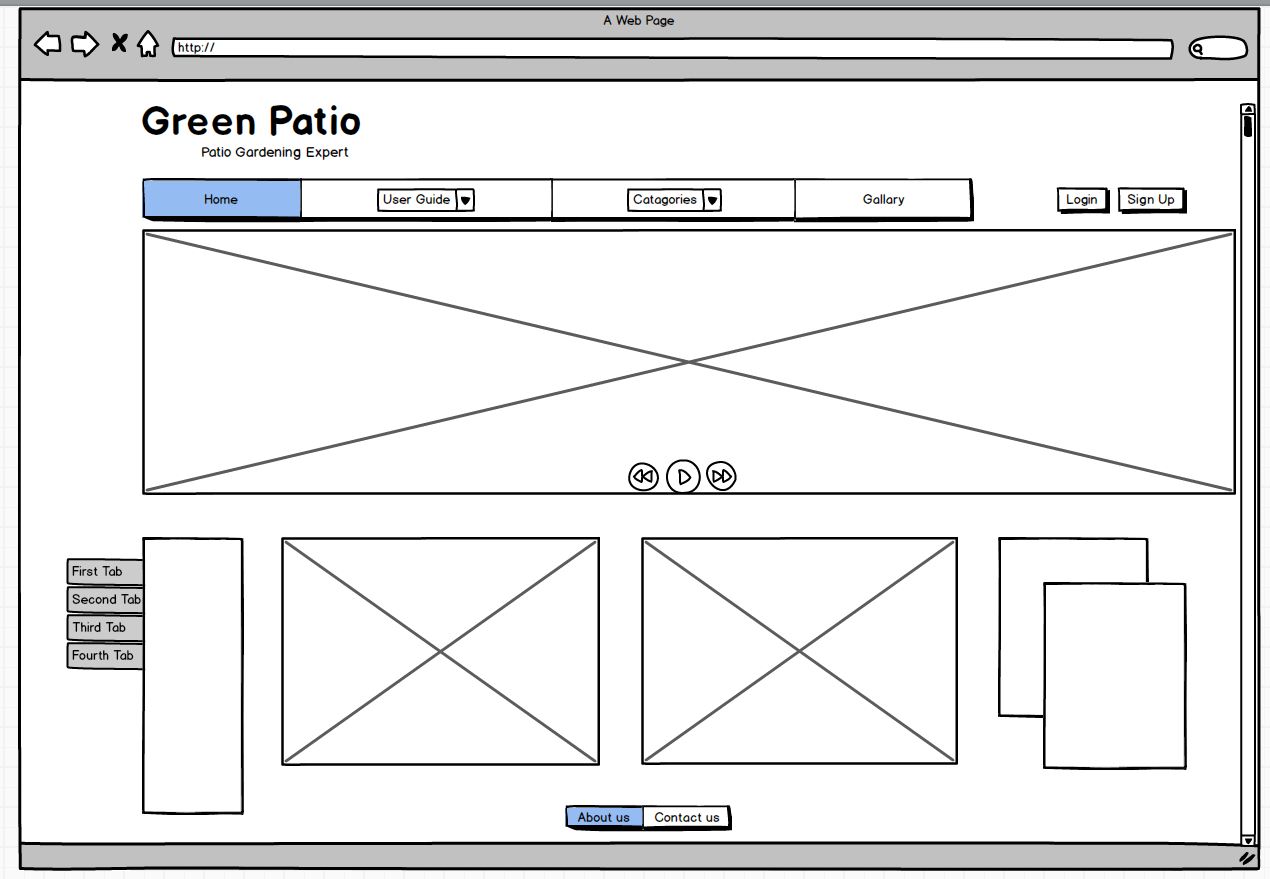 A Web Page
http://
Green Patio
Patio Gardening Expert
Home User Guide Catagories Gallary Login Sign Up
First Tab
Second Tab
Third Tab
Fourth Tab
About us Contact us